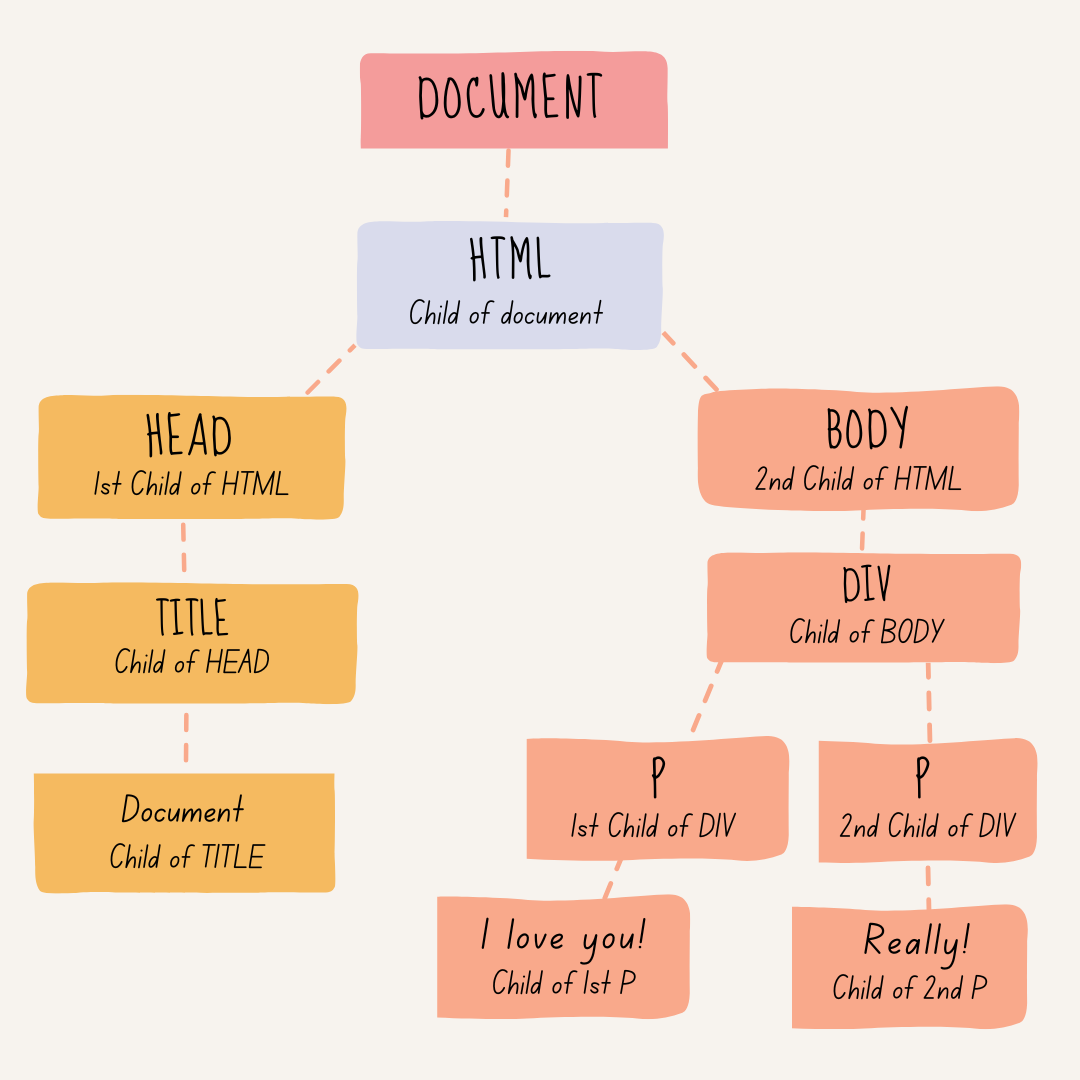 DOCUMENT
HTML
Child of document
HEAD
1st Child of HTML
BODY
2nd Child of HTML
TITLE
Child of HEAD
DIV
Child of BODY
Document
Child of TITLE
P
1st Child of DIV
P
2nd Child of DIV
I love you!
Child of 1st P
Really!
Child of 2nd P